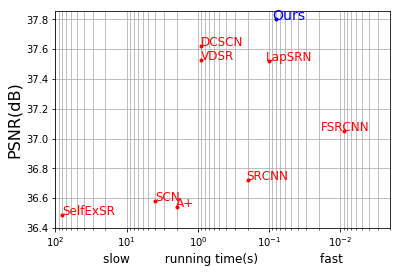 Ours
37.8
37.6
37.4
37.2
37.0
36.8
36.6
36.4
PSNR(dB)
DCSCN
VDSR
LapSRN
FSRCNN
SRCNN
SCN
A+
SelfExSR
10² 10¹ 10⁰ 10⁻¹ 10⁻²
slow running time(s) fast